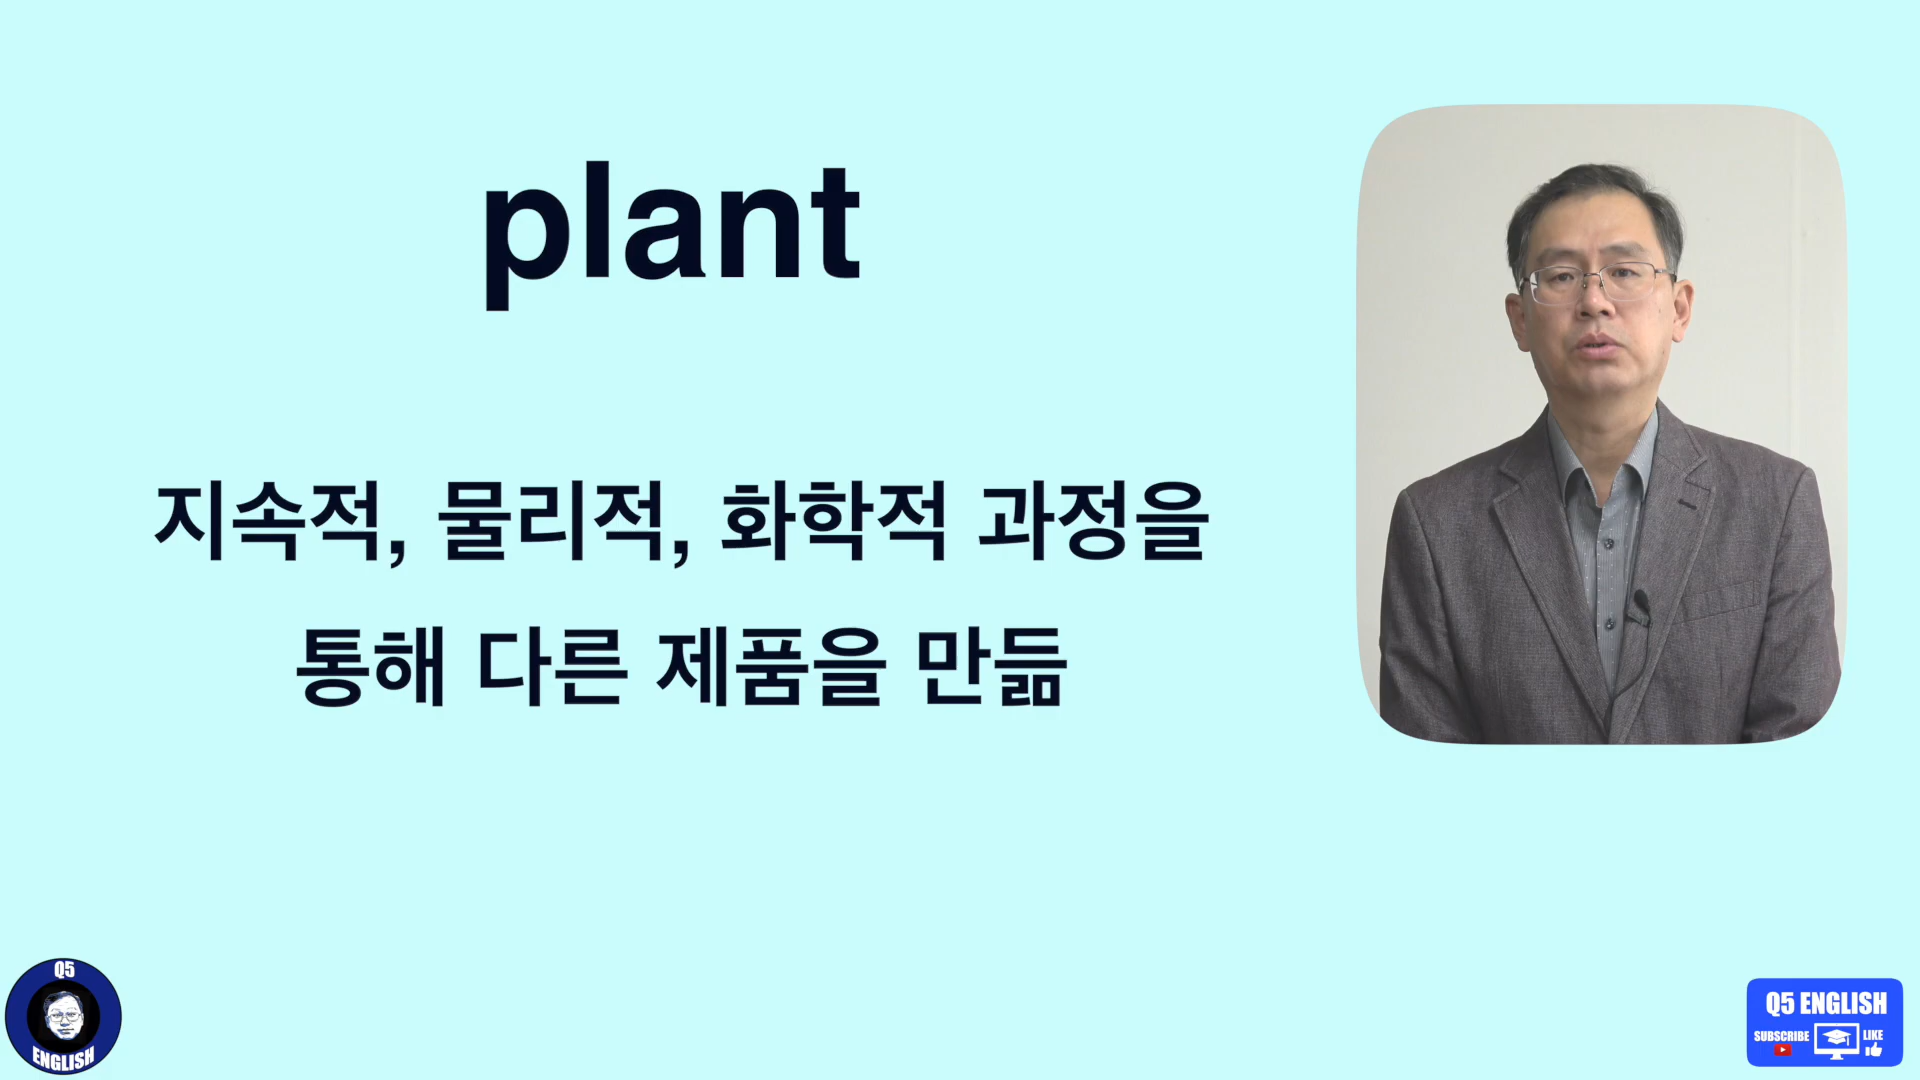 plant
지속적, 물리적, 화학적 과정을
통해 다른 제품을 만듦
Q5
ENGLISH
Q5 ENGLISH
SUBSCRIBE
LIKE